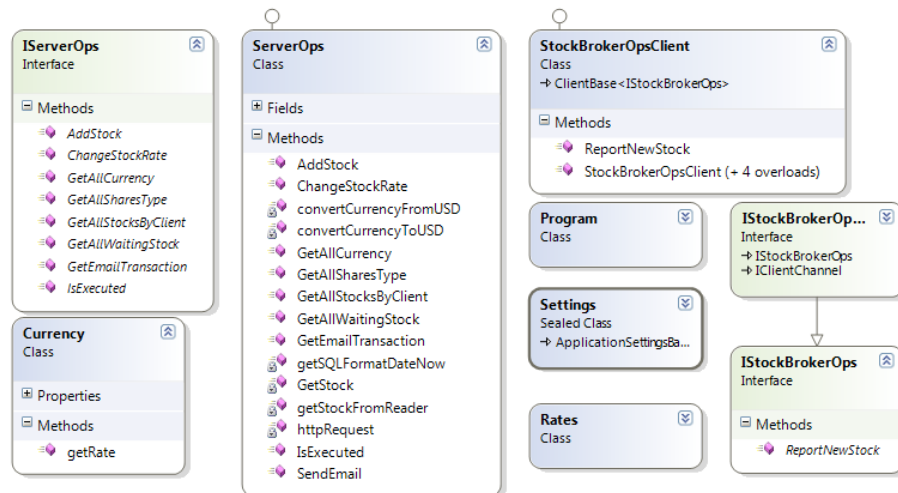 IServerOps
Interface
Methods
AddStock
ChangeStockRate
GetAllCurrency
GetAllSharesType
GetAllStocksByClient
GetAllWaitingStock
GetEmailTransaction
IsExecuted
Currency
Class
Properties
Methods
getRate
ServerOps
Class
Fields
Methods
AddStock
ChangeStockRate
convertCurrencyFromUSD
convertCurrencyToUSD
GetAllCurrency
GetAllSharesType
GetAllStocksByClient
GetAllWaitingStock
GetEmailTransaction
getSQLFormatDateNow
GetStock
getStockFromReader
httpRequest
IsExecuted
SendEmail
StockBrokerOpsClient
Class
ClientBase<IStockBrokerOps>
Methods
ReportNewStock
StockBrokerOpsClient (+ 4 overloads)
Program
Class
Settings
Sealed Class
ApplicationSettingsBa...
Rates
Class
IStockBrokerOp...
Interface
IStockBrokerOps
IClientChannel
IStockBrokerOps
Interface
Methods
ReportNewStock